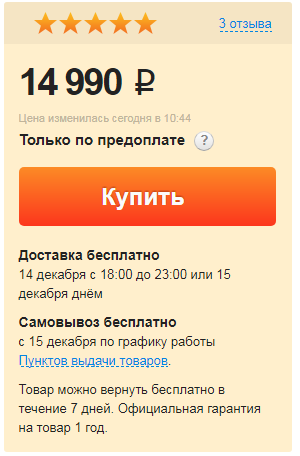 3 отзыва
14 990 ₽
Цена изменилась сегодня в 10:44
Только по предоплате ?
Купить
Доставка бесплатно
14 декабря с 18:00 до 23:00 или 15
декабря днём
Самовывоз бесплатно
с 15 декабря по графику работы
Пунктов выдачи товаров.
Товар можно вернуть бесплатно в
течение 7 дней. Официальная гарантия
на товар 1 год.